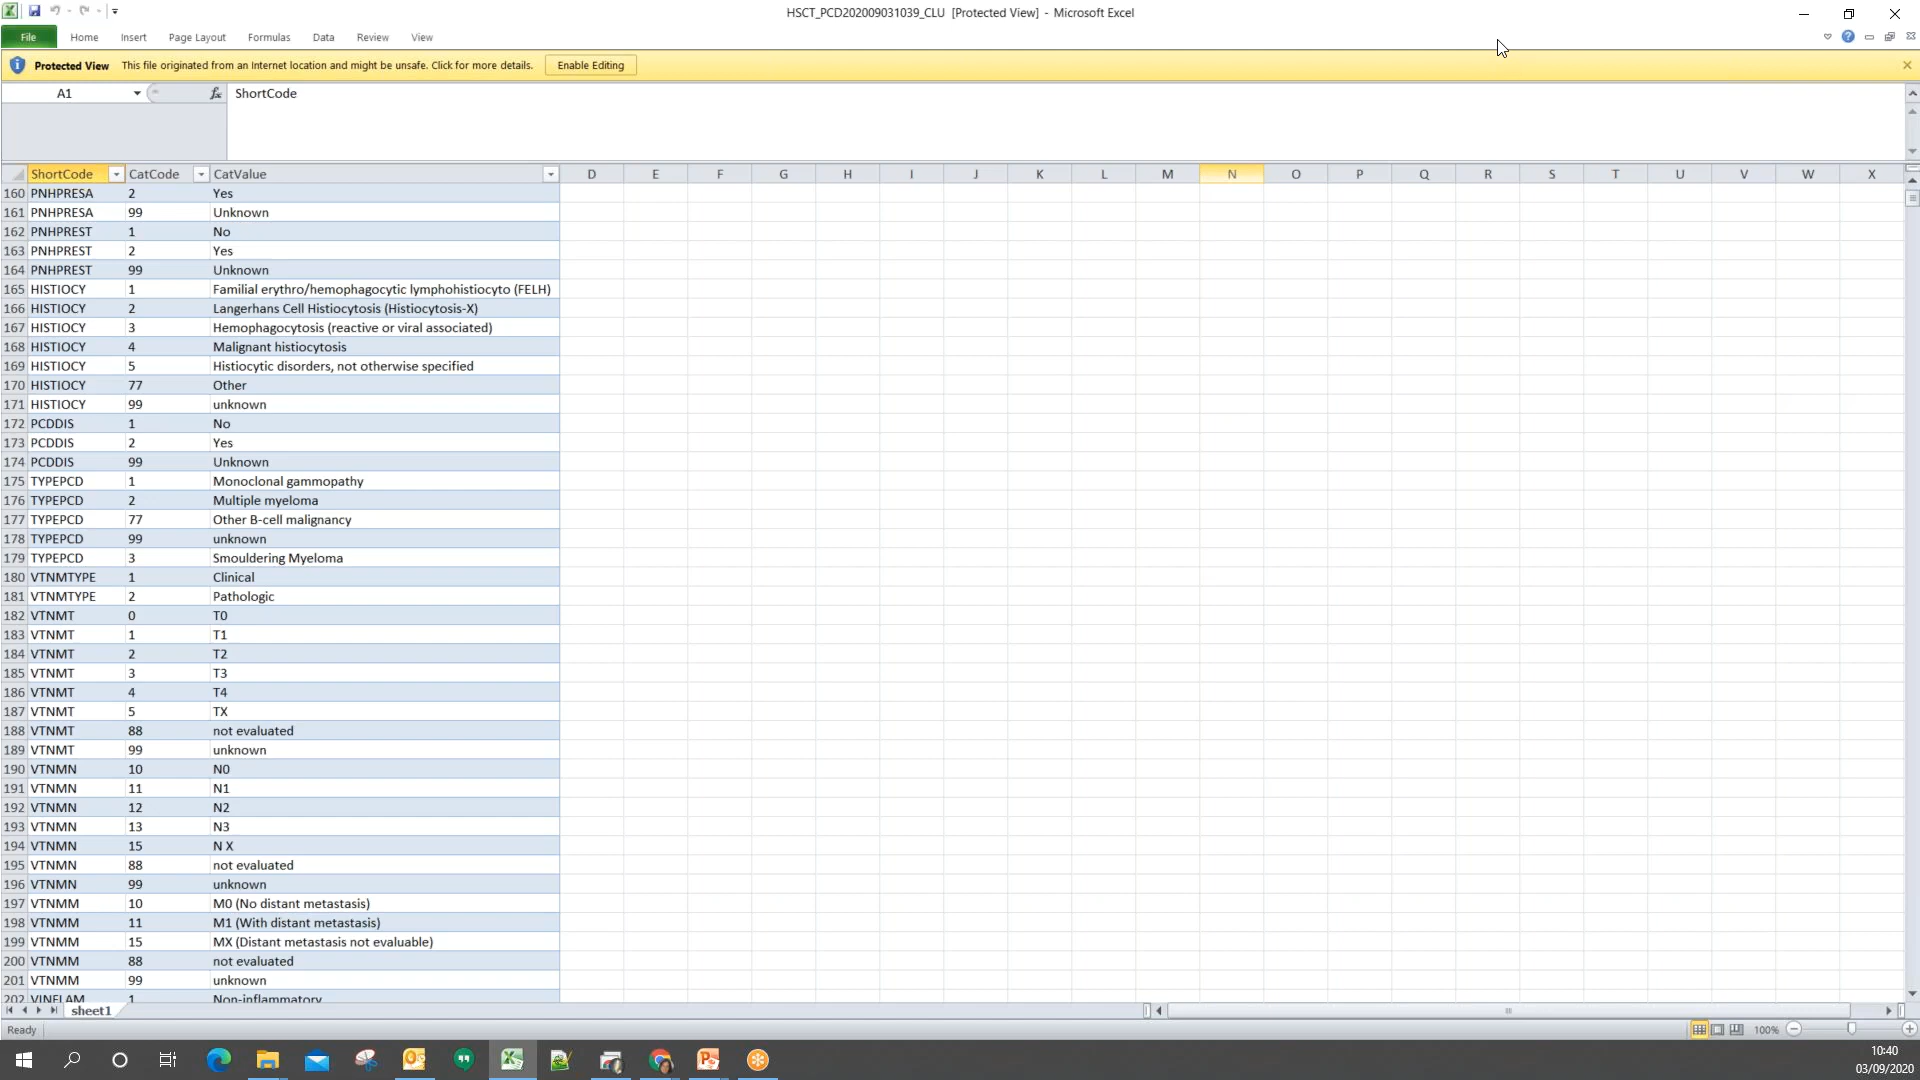 HSCT_PCD202009031039_CLU [Protected View] - Microsoft Excel
File Home Insert Page Layout Formulas Data Review View
Protected View This file originated from an Internet location and might be unsafe. Click for more details. Enable Editing
A1 fx ShortCode
ShortCode CatCode CatValue D E F G H I J K L M N O P Q R S T U V W X
160 PNHPRESA 2 Yes
161 PNHPRESA 99 Unknown
162 PNHPREST 1 No
163 PNHPREST 2 Yes
164 PNHPREST 99 Unknown
165 HISTIOCY 1 Familial erythro/hemophagocytic lymphohistiocyto (FELH)
166 HISTIOCY 2 Langerhans Cell Histiocytosis (Histiocytosis-X)
167 HISTIOCY 3 Hemophagocytosis (reactive or viral associated)
168 HISTIOCY 4 Malignant histiocytosis
169 HISTIOCY 5 Histiocytic disorders, not otherwise specified
170 HISTIOCY 77 Other
171 HISTIOCY 99 unknown
172 PCDDIS 1 No
173 PCDDIS 2 Yes
174 PCDDIS 99 Unknown
175 TYPEPCD 1 Monoclonal gammopathy
176 TYPEPCD 2 Multiple myeloma
177 TYPEPCD 77 Other B-cell malignancy
178 TYPEPCD 99 unknown
179 TYPEPCD 3 Smouldering Myeloma
180 VTNMTYPE 1 Clinical
181 VTNMTYPE 2 Pathologic
182 VTNMT 0 T0
183 VTNMT 1 T1
184 VTNMT 2 T2
185 VTNMT 3 T3
186 VTNMT 4 T4
187 VTNMT 5 TX
188 VTNMT 88 not evaluated
189 VTNMT 99 unknown
190 VTNMN 10 N0
191 VTNMN 11 N1
192 VTNMN 12 N2
193 VTNMN 13 N3
194 VTNMN 15 N X
195 VTNMN 88 not evaluated
196 VTNMN 99 unknown
197 VTNMM 10 M0 (No distant metastasis)
198 VTNMM 11 M1 (With distant metastasis)
199 VTNMM 15 MX (Distant metastasis not evaluable)
200 VTNMM 88 not evaluated
201 VTNMM 99 unknown
202 VINFLAM 1 Non-inflammatory
sheet1
Ready 100%
10:40
03/09/2020